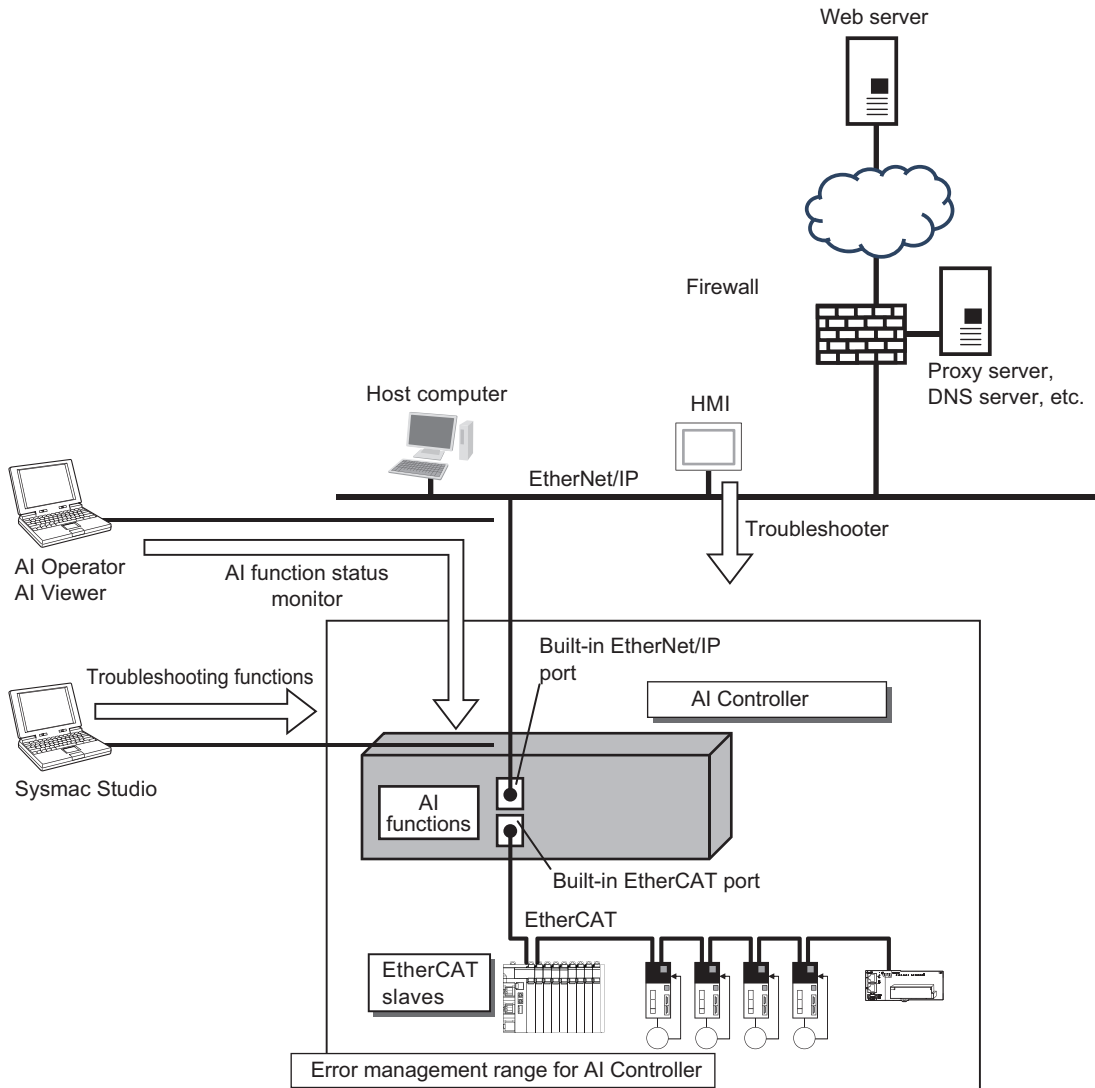 Web server
Firewall
Proxy server,
DNS server, etc.
Host computer
HMI
EtherNet/IP
Troubleshooter
AI Operator
AI Viewer
AI function status
monitor
Built-in EtherNet/IP
port
Troubleshooting functions
AI Controller
Sysmac Studio
AI
functions
Built-in EtherCAT port
EtherCAT
EtherCAT
slaves
Error management range for AI Controller